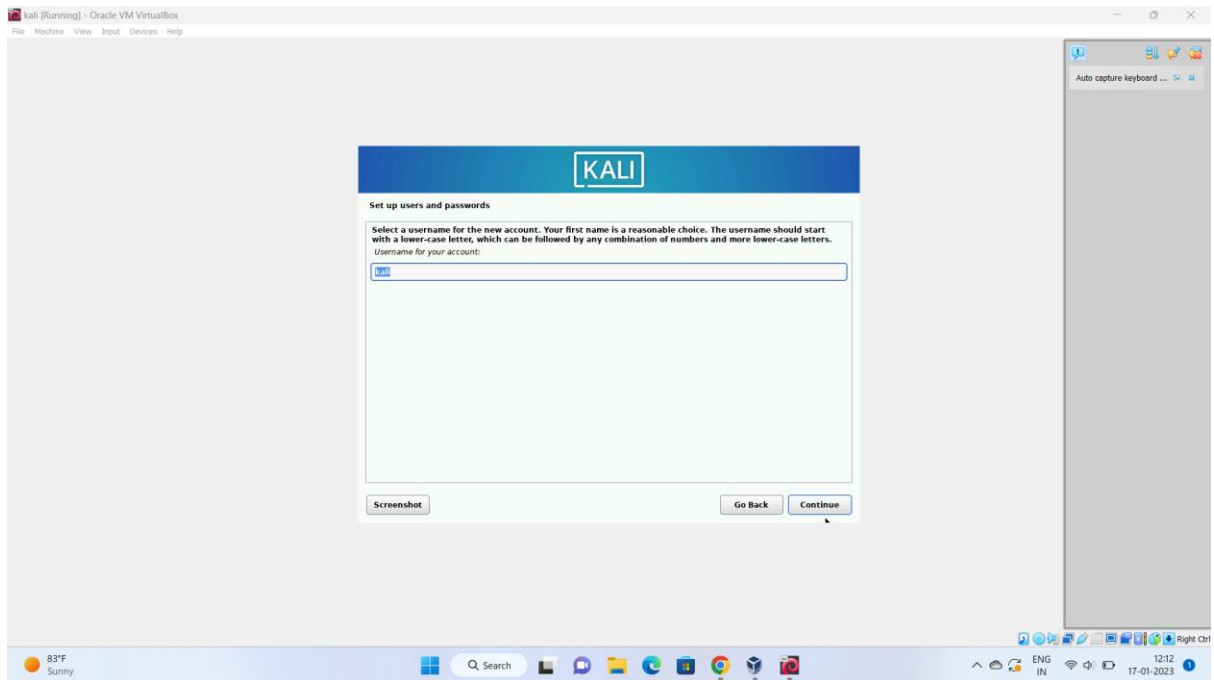 kali [Running] - Oracle VM VirtualBox
File Machine View Input Devices Help
Auto capture keyboard ...
KALI
Set up users and passwords
Select a username for the new account. Your first name is a reasonable choice. The username should start
with a lower-case letter, which can be followed by any combination of numbers and more lower-case letters.
Username for your account:
kali
Screenshot
Go Back
Continue
Right Ctrl
83°F
Sunny
Search
ENG
IN
12:12
17-01-2023
1